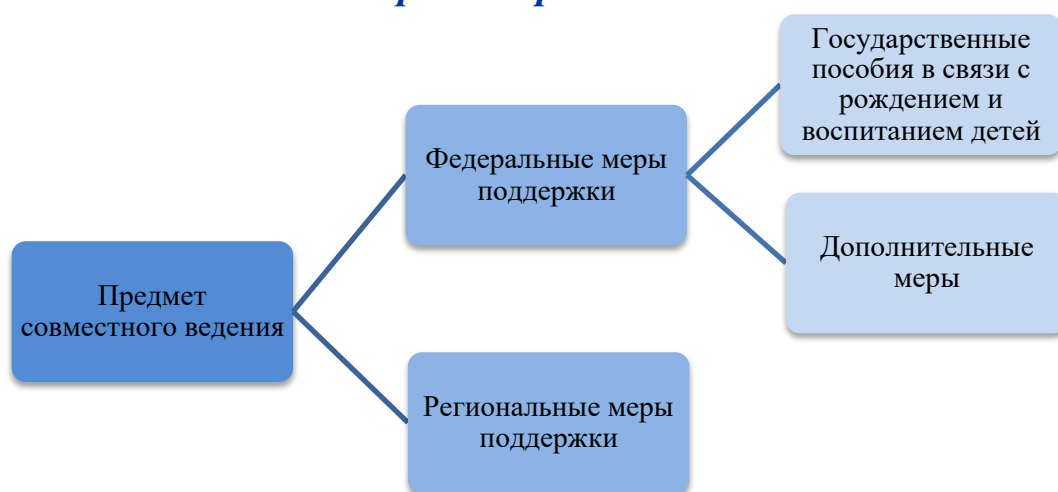 Государственные
пособия в связи с
рождением и
воспитанием детей
Федеральные меры
поддержки
Дополнительные
меры
Предмет
совместного ведения
Региональные меры
поддержки